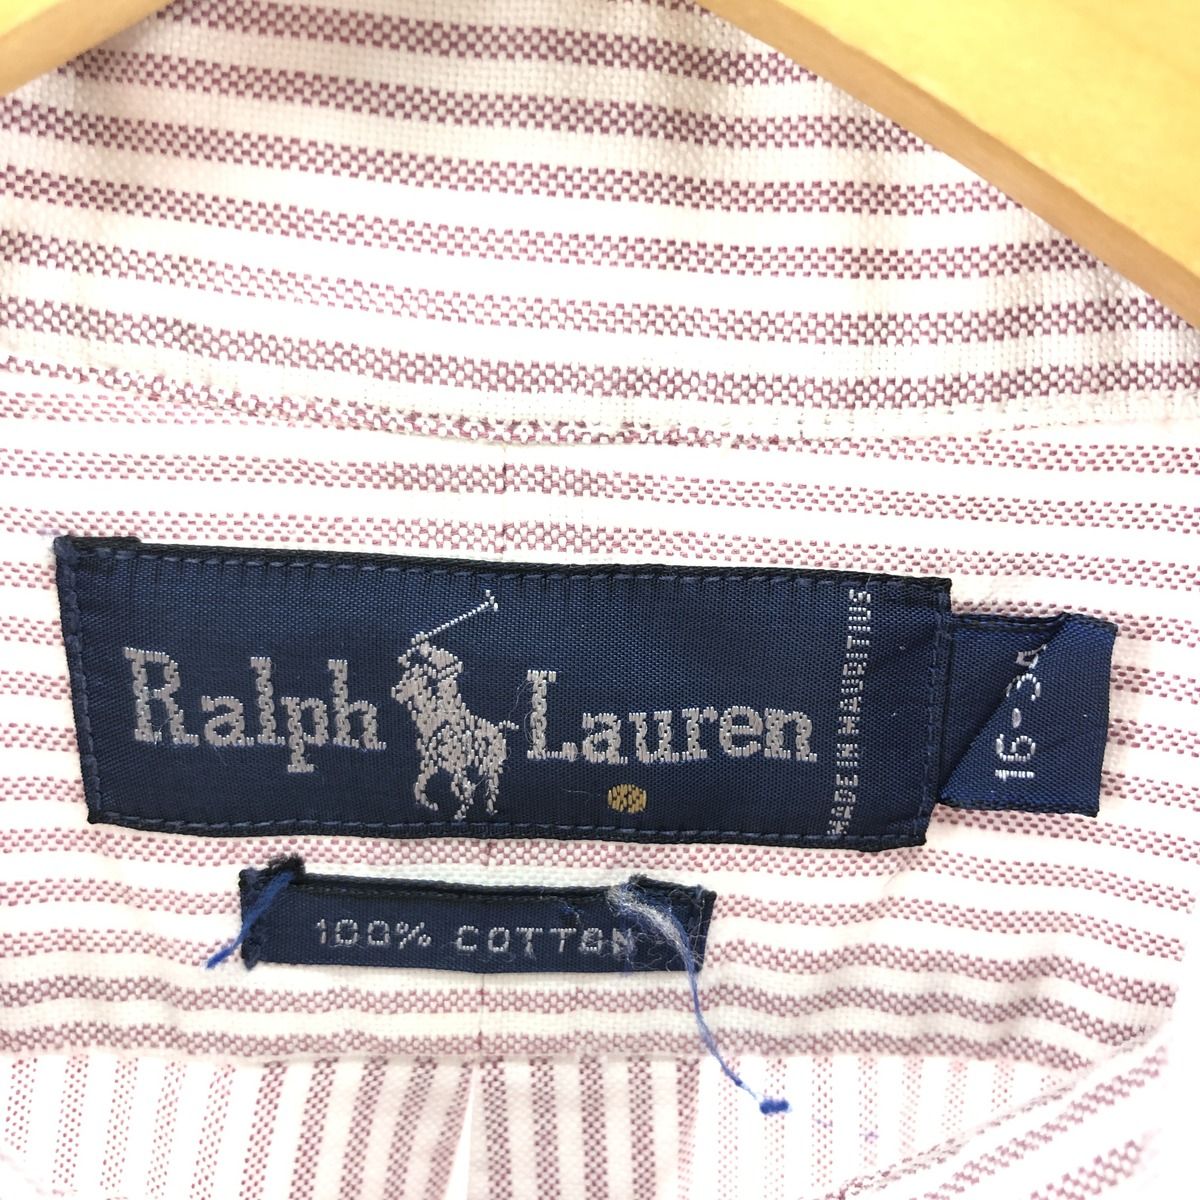 Ralph Lauren
MADE IN MAURITIUS
16-34
100% COTTON